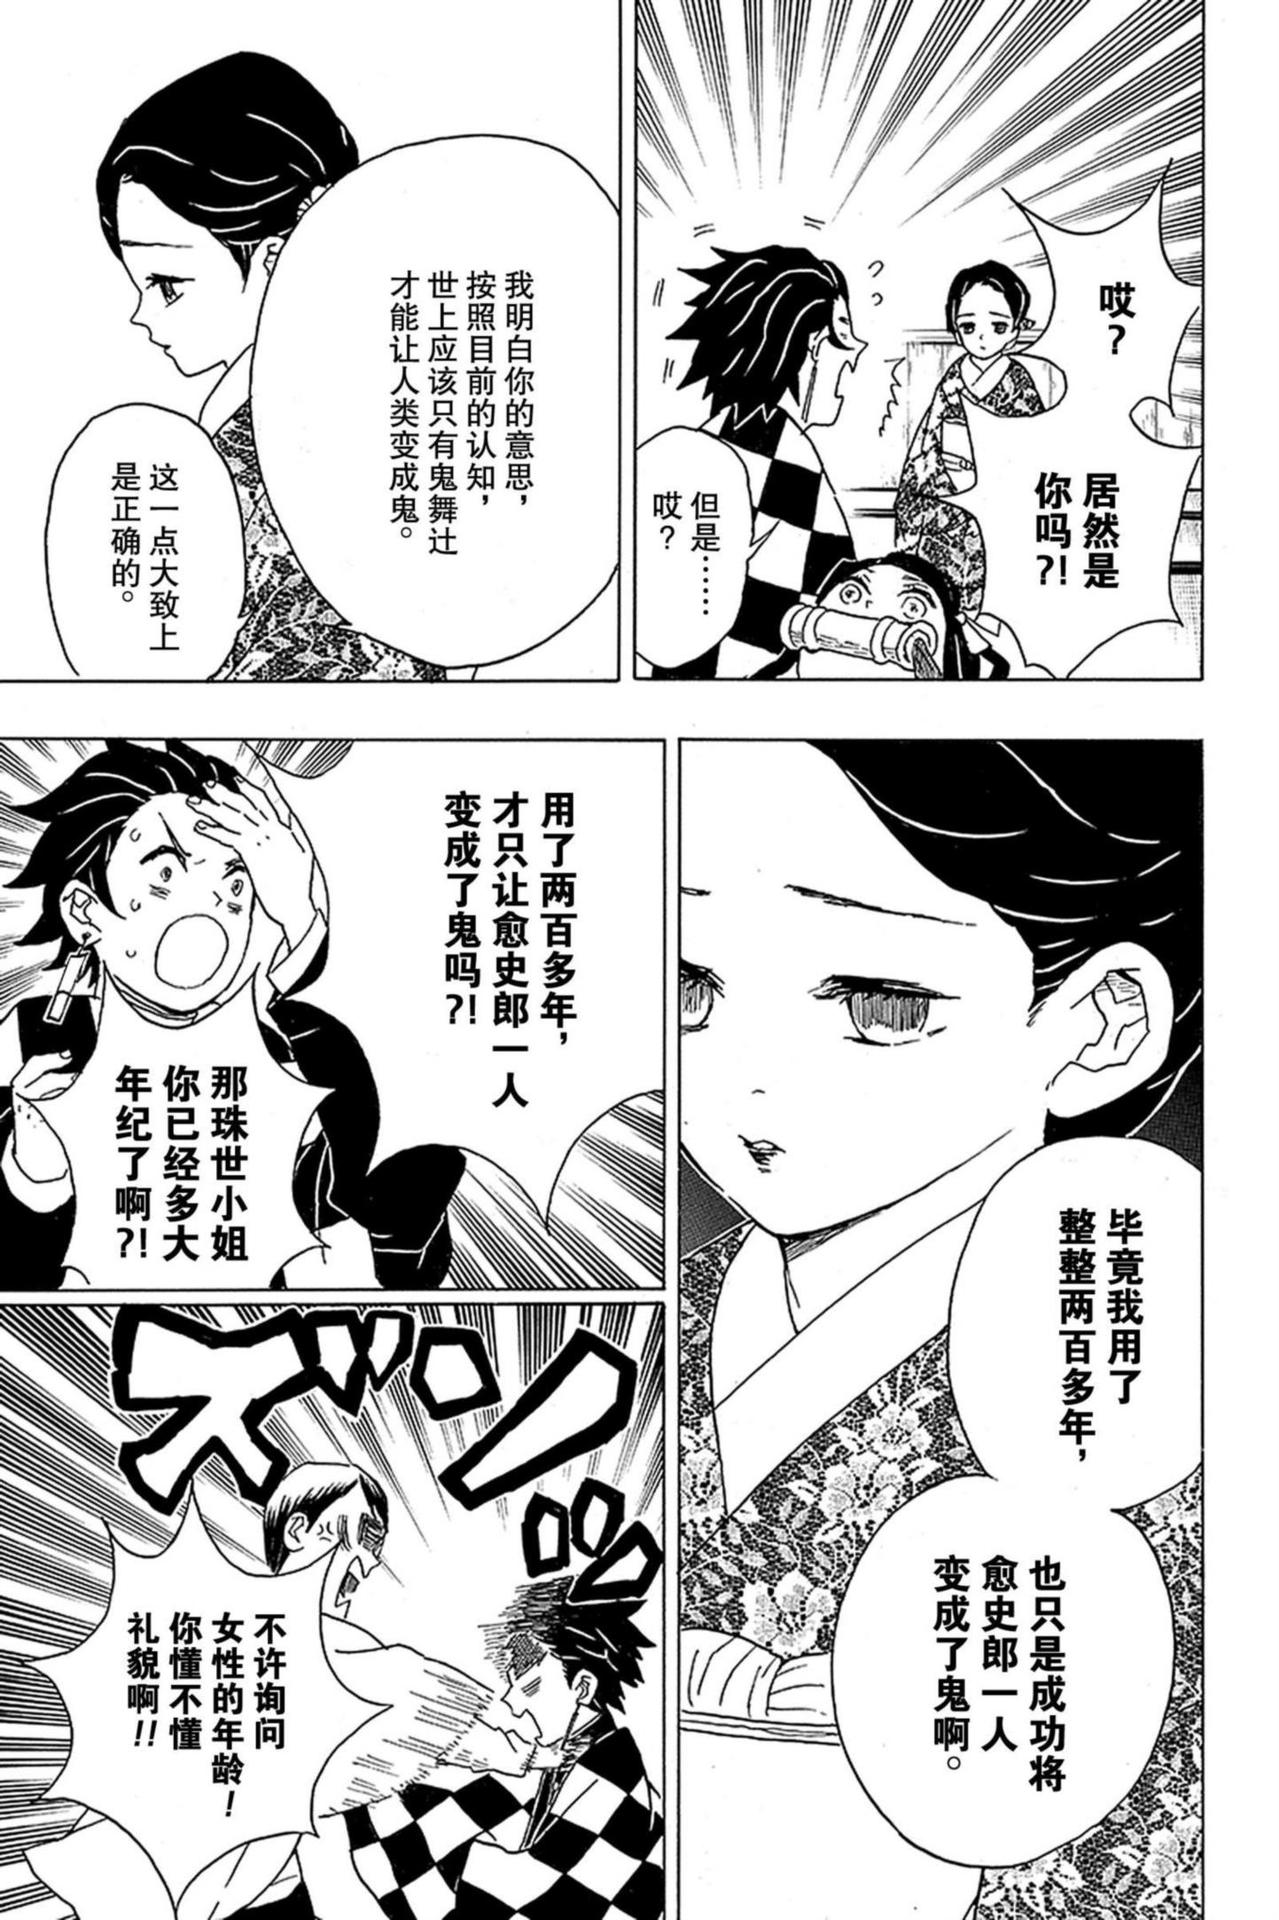 哎？
居然是
你吗？！
但是……
哎？
我明白你的意思，
按照目前的认知，
世上应该只有鬼舞辻
才能让人类变成鬼。
这一点大致上
是正确的。
毕竟我用了
整整两百多年，
也只是成功将
愈史郎一人
变成了鬼啊。
用了两百多年，
才只让愈史郎一人
变成了鬼吗？！
那珠世小姐
你已经多大
年纪了啊？！
ズン
不许询问
女性的年龄！
你懂不懂
礼貌啊！！